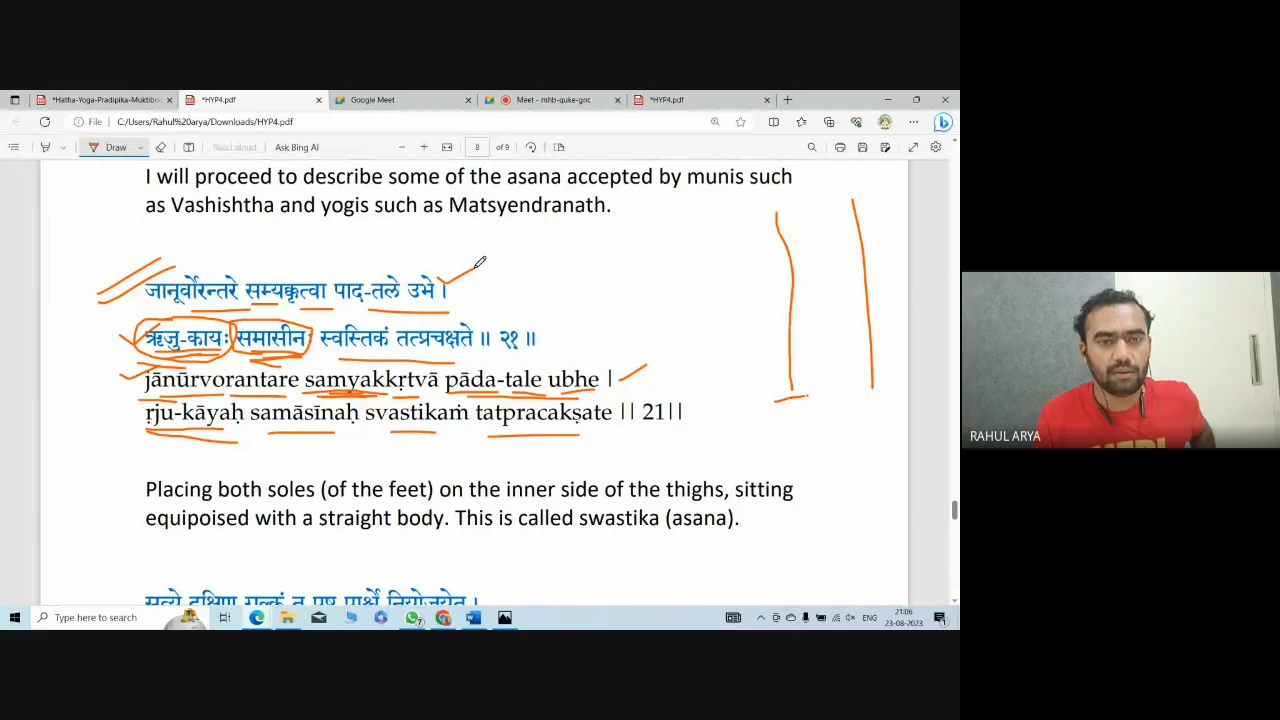 *Hatha-Yoga-Pradipika-Muktibo
*HYP4.pdf
Google Meet
Meet - mhb-quke-gnc
*HYP4.pdf
File
C:/Users/Rahul%20arya/Downloads/HYP4.pdf
Draw
Read aloud
Ask Bing AI
8
of 9
I will proceed to describe some of the asana accepted by munis such
as Vashishtha and yogis such as Matsyendranath.
जानूर्वोरन्तरे सम्यक्कृत्वा पाद-तले उभे ।
ऋजु-कायः समासीनः स्वस्तिकं तत्प्रचक्षते ॥ २१ ॥
jānūrvorantare samyakkṛtvā pāda-tale ubhe |
ṛju-kāyaḥ samāsīnaḥ svastikaṁ tatpracakṣate || 21||
Placing both soles (of the feet) on the inner side of the thighs, sitting
equipoised with a straight body. This is called swastika (asana).
RAHUL ARYA
Type here to search
7
ENG
21:06
23-08-2023